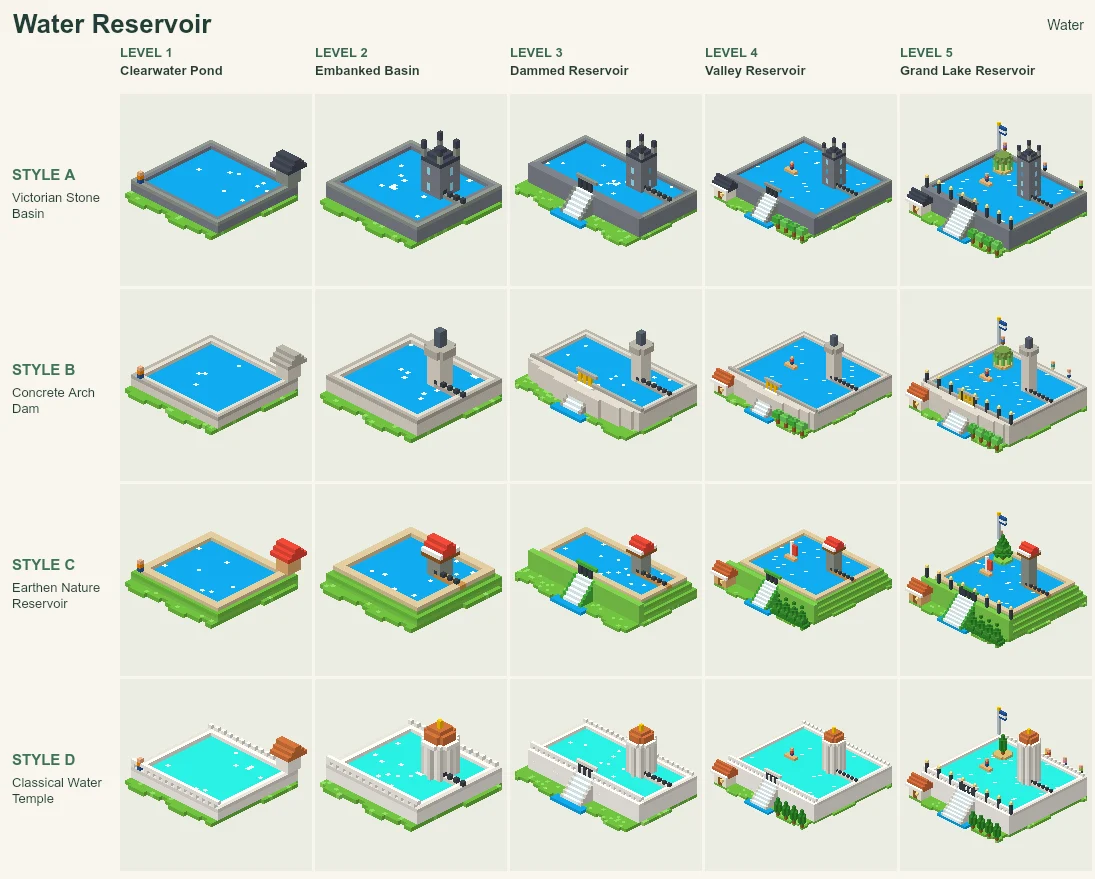 Water Reservoir
Water
LEVEL 1
Clearwater Pond
LEVEL 2
Embanked Basin
LEVEL 3
Dammed Reservoir
LEVEL 4
Valley Reservoir
LEVEL 5
Grand Lake Reservoir
STYLE A
Victorian Stone
Basin
STYLE B
Concrete Arch
Dam
STYLE C
Earthen Nature
Reservoir
STYLE D
Classical Water
Temple